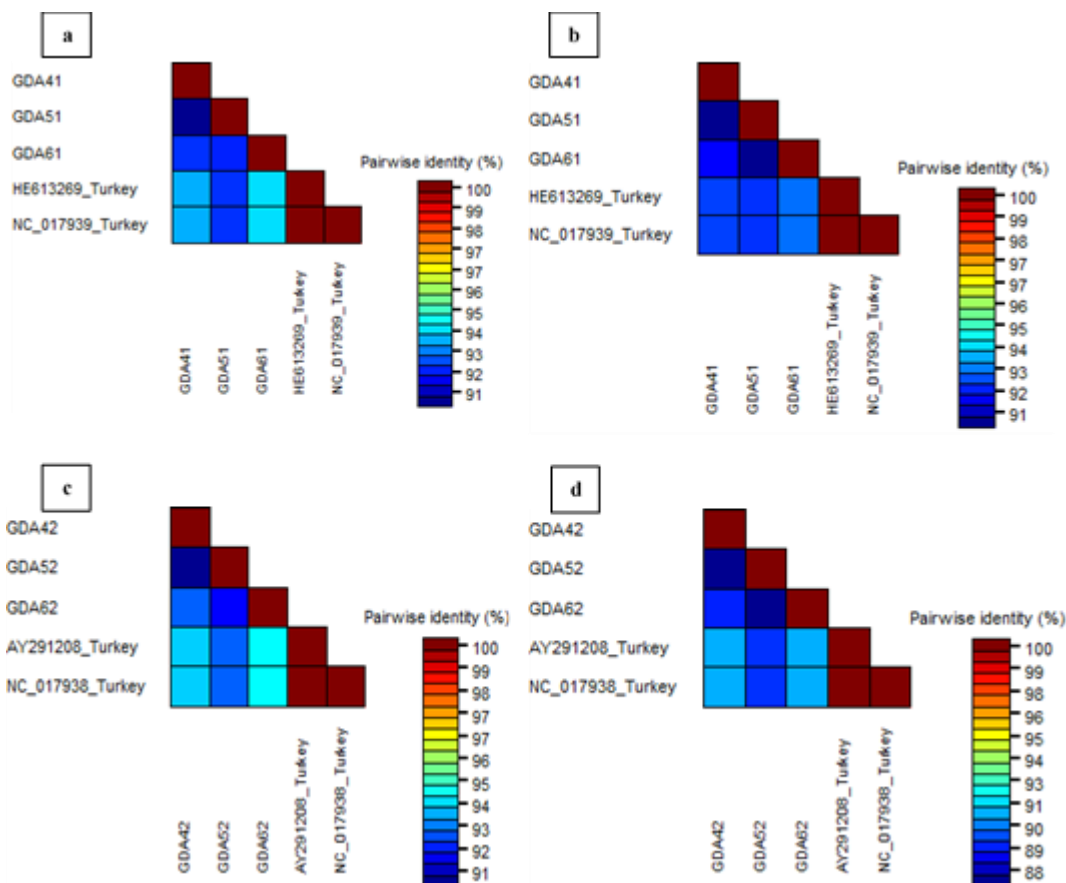 a
GDA41
GDA51
GDA61
HE613269_Turkey
NC_017939_Turkey
Pairwise identity (%)
100
99
98
97
97
96
95
94
93
92
91
GDA41
GDA51
GDA61
HE613269_Turkey
NC_017939_Turkey
b
GDA41
GDA51
GDA61
HE613269_Turkey
NC_017939_Turkey
Pairwise identity (%)
100
99
98
97
97
96
95
94
93
92
91
GDA41
GDA51
GDA61
HE613269_Turkey
NC_017939_Turkey
c
GDA42
GDA52
GDA62
AY291208_Turkey
NC_017938_Turkey
Pairwise identity (%)
100
99
98
97
97
96
95
94
93
92
91
GDA42
GDA52
GDA62
AY291208_Turkey
NC_017938_Turkey
d
GDA42
GDA52
GDA62
AY291208_Turkey
NC_017938_Turkey
Pairwise identity (%)
100
99
98
96
95
94
92
91
90
89
88
GDA42
GDA52
GDA62
AY291208_Turkey
NC_017938_Turkey